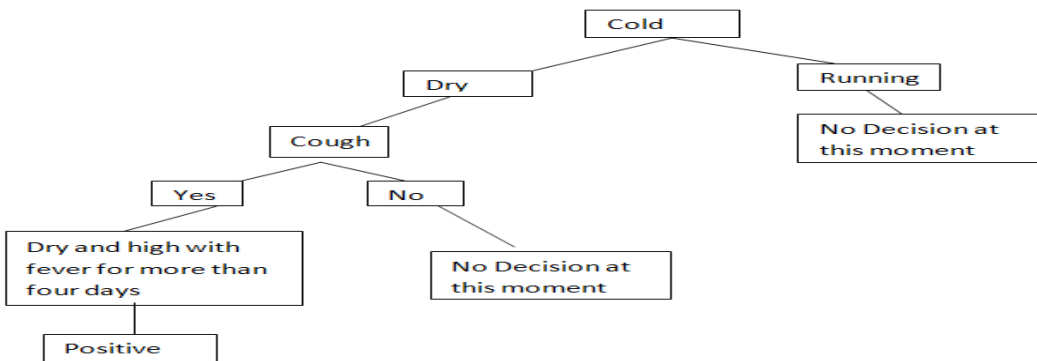 Cold
Dry
Running
No Decision at
this moment
Cough
Yes
No
Dry and high with
fever for more than
four days
No Decision at
this moment
Positive